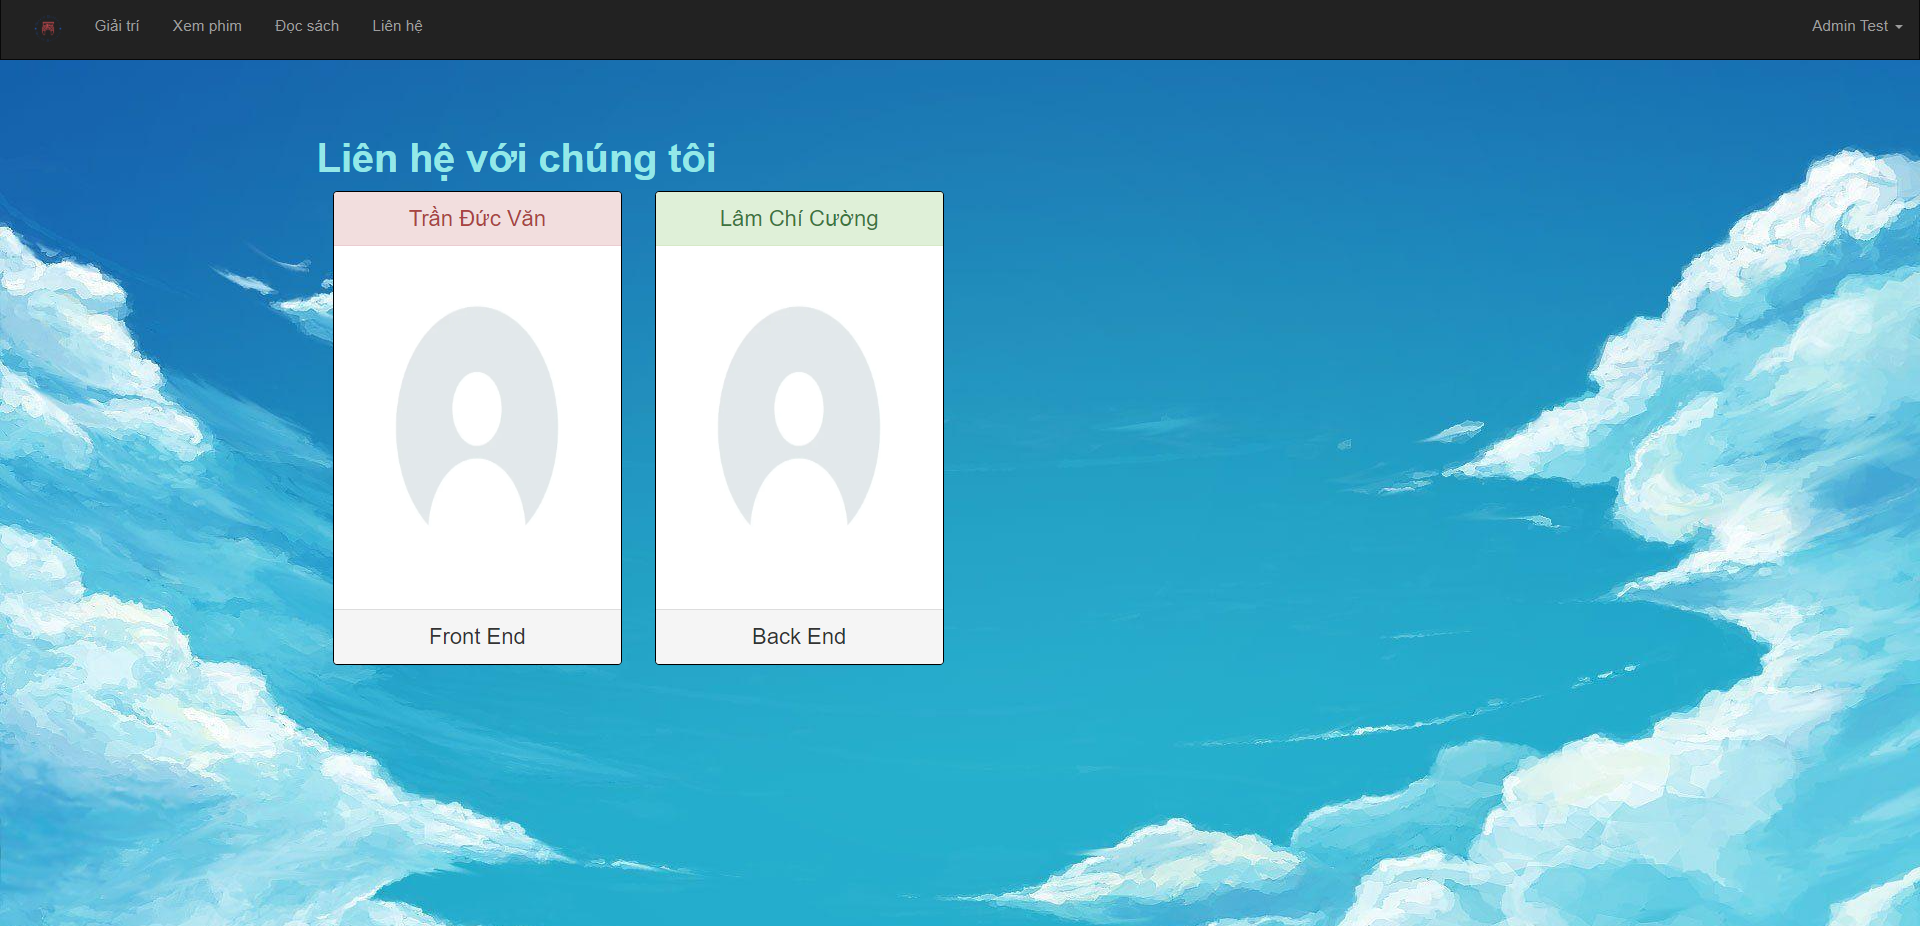 Giải trí Xem phim Đọc sách Liên hệ Admin Test
Liên hệ với chúng tôi
Trần Đức Văn
Lâm Chí Cường
Front End
Back End